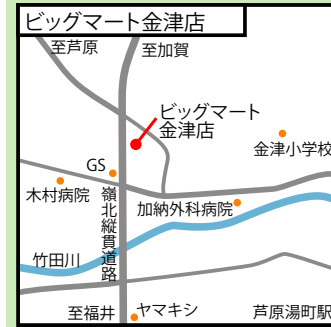 ビッグマート金津店
至芦原
至加賀
ビッグマート
金津店
金津小学校
GS
木村病院
加納外科病院
嶺北縦貫道路
竹田川
至福井
ヤマキシ
芦原湯町駅